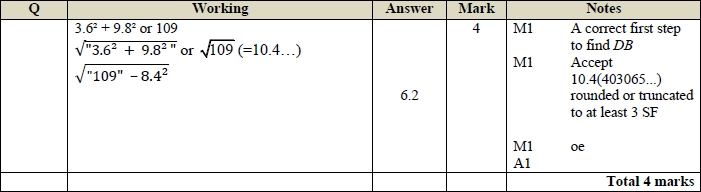 Q Working Answer Mark Notes
3.6² + 9.8² or 109 4 M1 A correct first step
to find DB
√"3.6² + 9.8²" or √109 (=10.4…)
M1 Accept
√"109" − 8.4² 10.4(403065...)
6.2 rounded or truncated
to at least 3 SF
M1 oe
A1
Total 4 marks